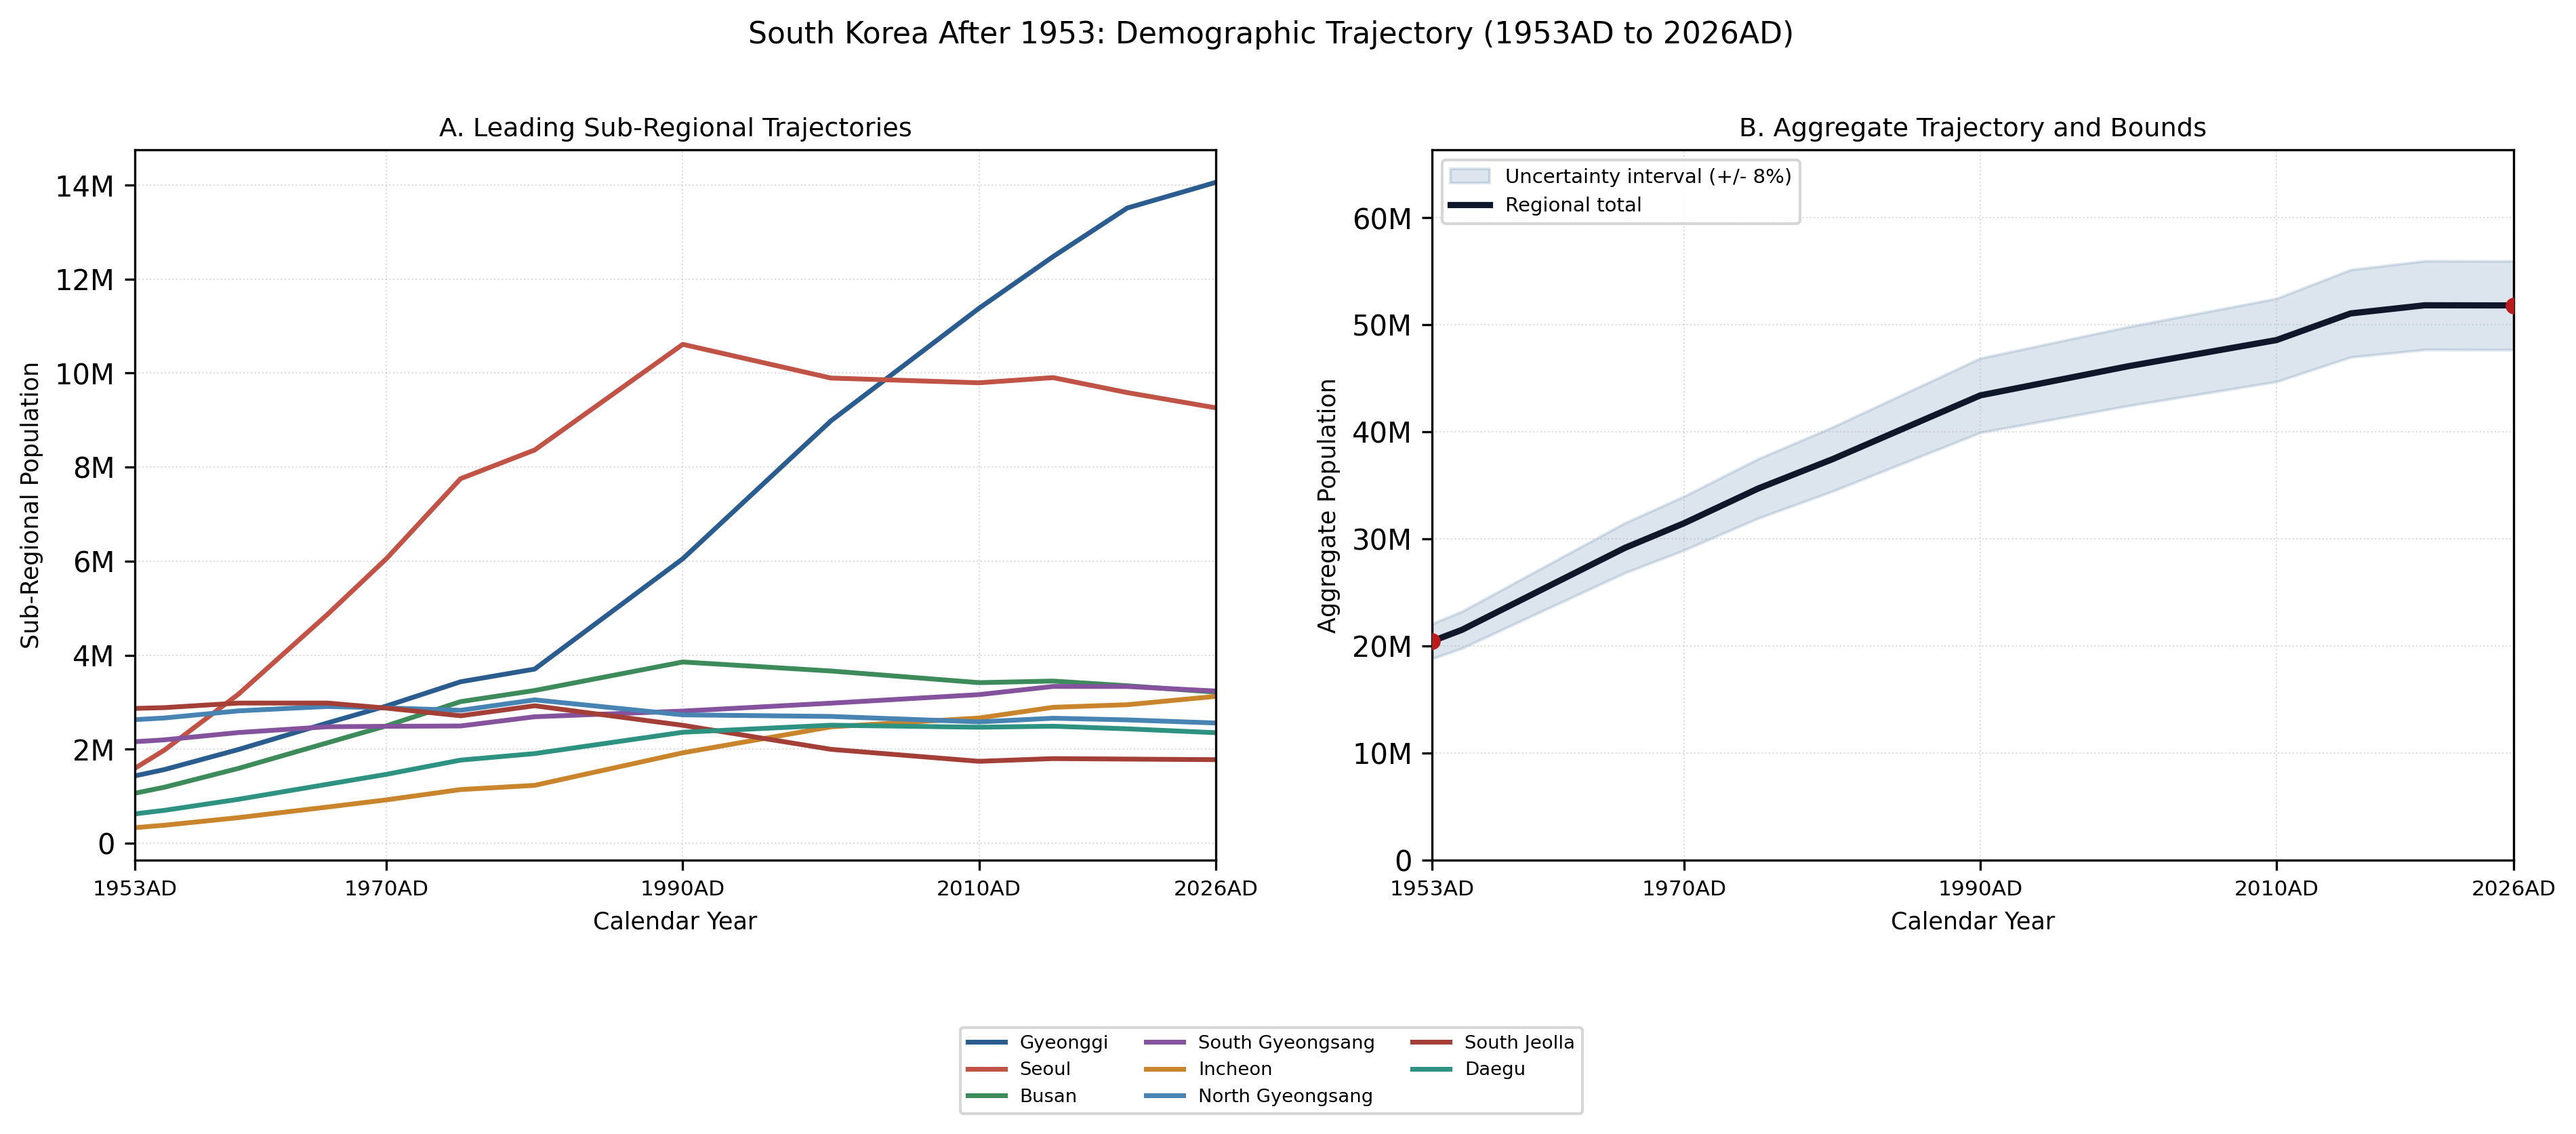 South Korea After 1953: Demographic Trajectory (1953AD to 2026AD)
A. Leading Sub-Regional Trajectories
Sub-Regional Population
14M
12M
10M
8M
6M
4M
2M
0
1953AD
1970AD
1990AD
2010AD
2026AD
Calendar Year
B. Aggregate Trajectory and Bounds
Uncertainty interval (+/- 8%)
Regional total
Aggregate Population
60M
50M
40M
30M
20M
10M
0
1953AD
1970AD
1990AD
2010AD
2026AD
Calendar Year
Gyeonggi
Seoul
Busan
South Gyeongsang
Incheon
North Gyeongsang
South Jeolla
Daegu